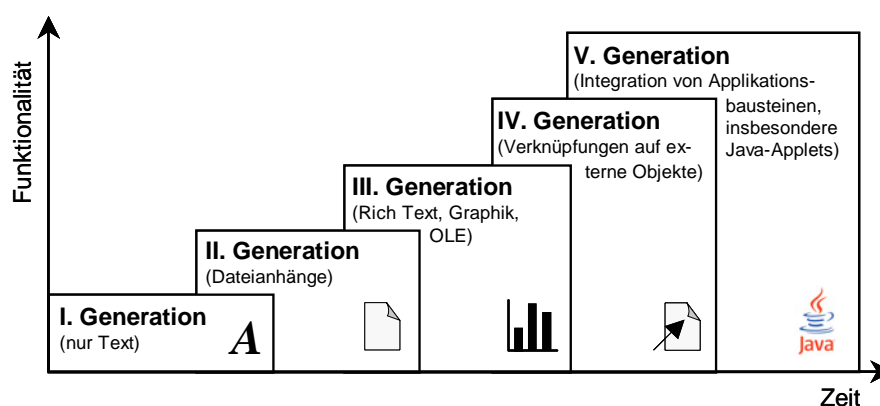 Funktionalität
V. Generation
(Integration von Applikations-
bausteinen,
insbesondere
Java-Applets)
IV. Generation
(Verknüpfungen auf ex-
terne Objekte)
III. Generation
(Rich Text, Graphik,
OLE)
II. Generation
(Dateianhänge)
I. Generation
(nur Text)
A
Java
Zeit